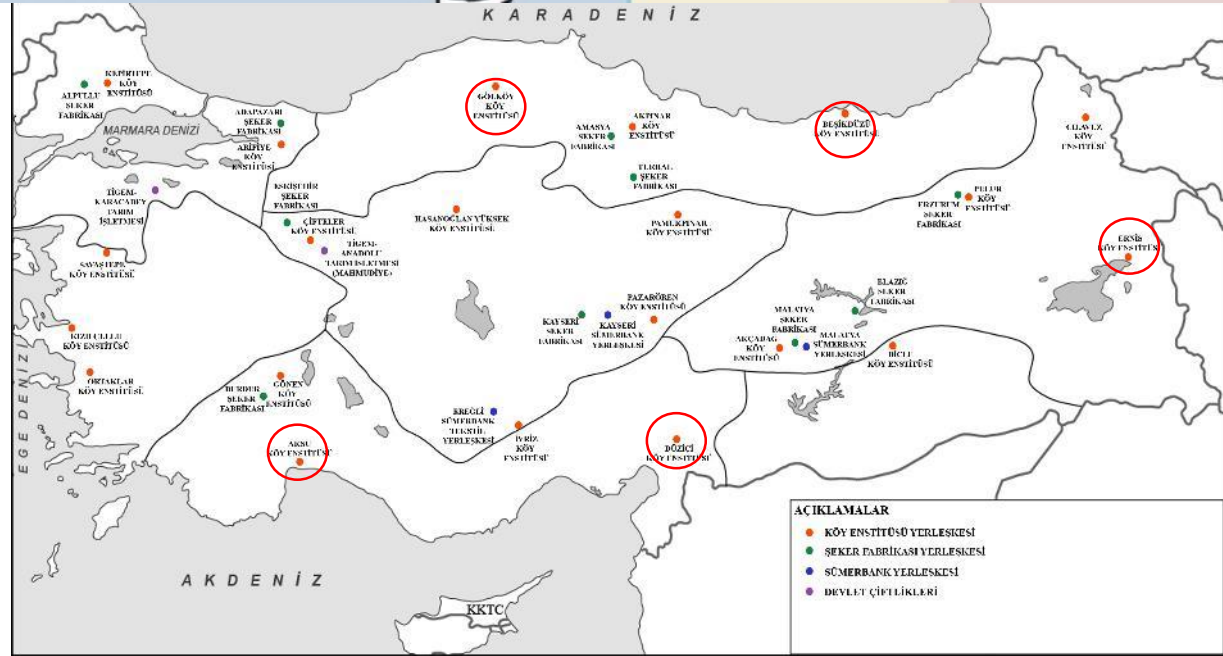 KARADENİZ
KEPİRTEPE
KÖY
ENSTİTÜSÜ
ALPULLU
ŞEKER
FABRİKASI
MARMARA DENİZİ
ADAPAZARI
ŞEKER
FABRİKASI
ARİFİYE
KÖY
ENSTİTÜSÜ
GÖLKÖY
KÖY
ENSTİTÜSÜ
AMASYA
ŞEKER
FABRİKASI
AKPINAR
KÖY
ENSTİTÜSÜ
TURHAL
ŞEKER
FABRİKASI
BEŞİKDÜZÜ
KÖY ENSTİTÜSÜ
CILAVUZ
KÖY
ENSTİTÜSÜ
TİGEM-
KARACABEY
TARIM
İŞLETMESİ
ESKİŞEHİR
ŞEKER
FABRİKASI
ÇİFTELER
KÖY ENSTİTÜSÜ
TİGEM-
ANADOLU
TARIM İŞLETMESİ
(MAHMUDİYE)
HASANOĞLAN YÜKSEK
KÖY ENSTİTÜSÜ
PAMUKPINAR
KÖY ENSTİTÜSÜ
ERZURUM
ŞEKER
FABRİKASI
PULUR
KÖY
ENSTİTÜSÜ
ERNİS
KÖY ENSTİTÜSÜ
SAVAŞTEPE
KÖY ENSTİTÜSÜ
KIZILÇULLU
KÖY ENSTİTÜSÜ
ORTAKLAR
KÖY ENSTİTÜSÜ
KAYSERİ
ŞEKER
FABRİKASI
KAYSERİ
SÜMERBANK
YERLEŞKESİ
PAZARÖREN
KÖY ENSTİTÜSÜ
ELAZIĞ
ŞEKER
FABRİKASI
MALATYA
ŞEKER
FABRİKASI
AKÇADAĞ
KÖY
ENSTİTÜSÜ
MALATYA
SÜMERBANK
YERLEŞKESİ
DİCLE
KÖY ENSTİTÜSÜ
BURDUR
ŞEKER
FABRİKASI
GÖNEN
KÖY
ENSTİTÜSÜ
AKSU
KÖY ENSTİTÜSÜ
EREĞLİ
SÜMERBANK
TEKSTİL
YERLEŞKESİ
İVRİZ
KÖY
ENSTİTÜSÜ
DÜZİÇİ
KÖY ENSTİTÜSÜ
EGE DENİZİ
AKDENİZ
KKTC
AÇIKLAMALAR
KÖY ENSTİTÜSÜ YERLEŞKESİ
ŞEKER FABRİKASI YERLEŞKESİ
SÜMERBANK YERLEŞKESİ
DEVLET ÇİFTLİKLERİ